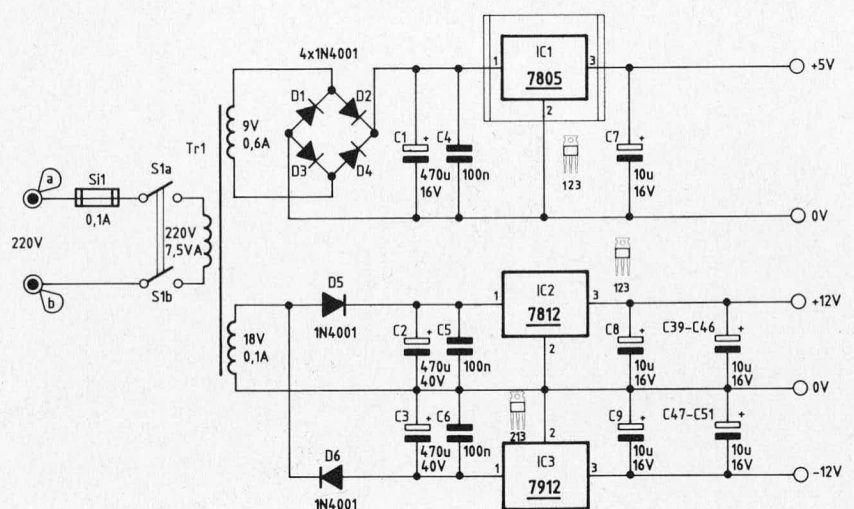 4x1N4001
D1
D2
D3
D4
9V
0,6A
Tr1
a
Si1
0,1A
S1a
220V
220V
7,5VA
b
S1b
C1
+
470u
16V
C4
100n
1
IC1
7805
3
2
123
C7
+
10u
16V
+5V
0V
18V
0,1A
D5
1N4001
C2
+
470u
40V
C5
100n
1
IC2
7812
3
2
123
C8
+
10u
16V
C39-C46
+
10u
16V
+12V
0V
D6
1N4001
C3
+
470u
40V
C6
100n
213
2
1
IC3
7912
3
C9
+
10u
16V
C47-C51
+
10u
16V
-12V